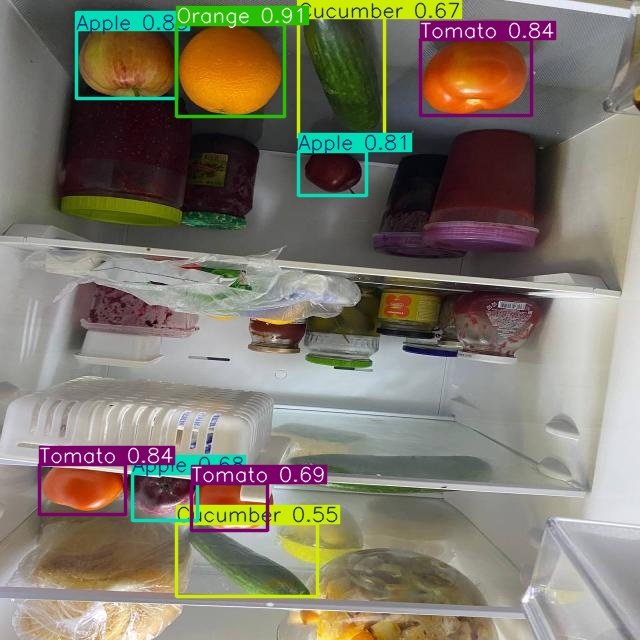 Apple 0.83
Orange 0.91
Cucumber 0.67
Tomato 0.84
Apple 0.81
Tomato 0.84
Apple 0.68
Tomato 0.69
Cucumber 0.55